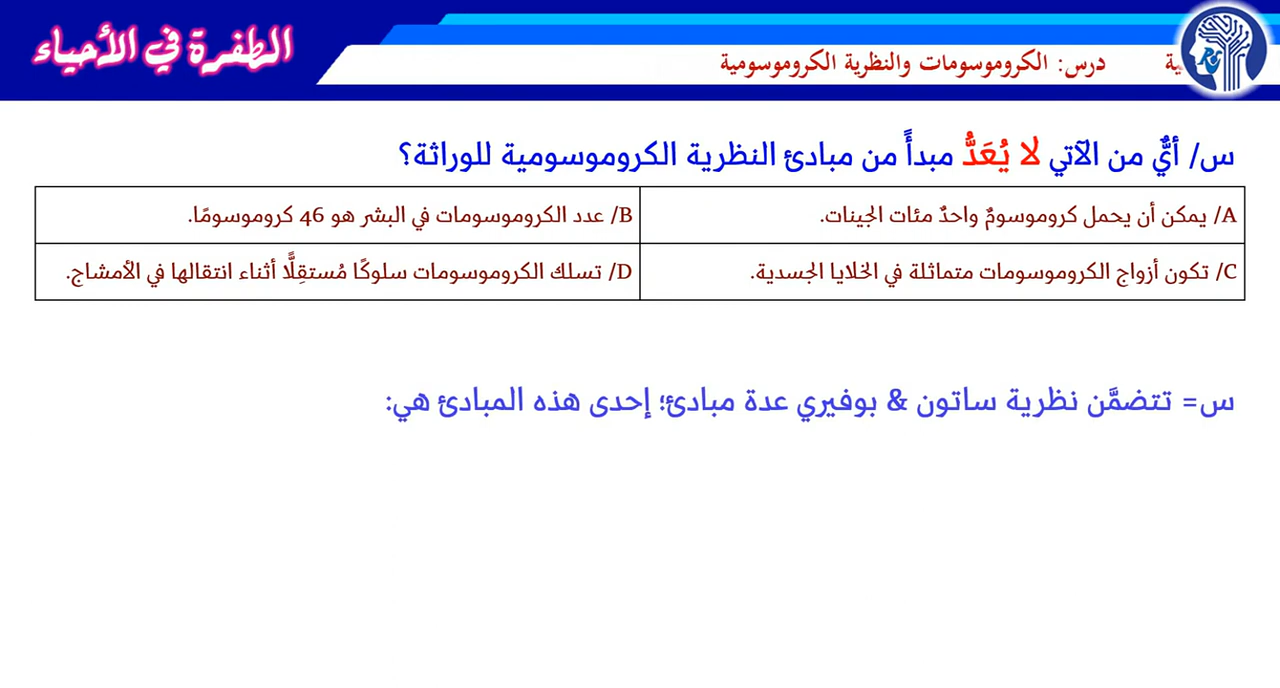 الطفرة في الأحياء
درس: الكروموسومات والنظرية الكروموسومية
س/ أيٌّ من الآتي لا يُعَدُّ مبدأً من مبادئ النظرية الكروموسومية للوراثة؟
A/ يمكن أن يحمل كروموسومٌ واحدٌ مئات الجينات.
B/ عدد الكروموسومات في البشر هو 46 كروموسومًا.
C/ تكون أزواج الكروموسومات متماثلة في الخلايا الجسدية.
D/ تسلك الكروموسومات سلوكًا مُستقِلًّا أثناء انتقالها في الأمشاج.
س= تتضمَّن نظرية ساتون & بوفيري عدة مبادئ؛ إحدى هذه المبادئ هي: